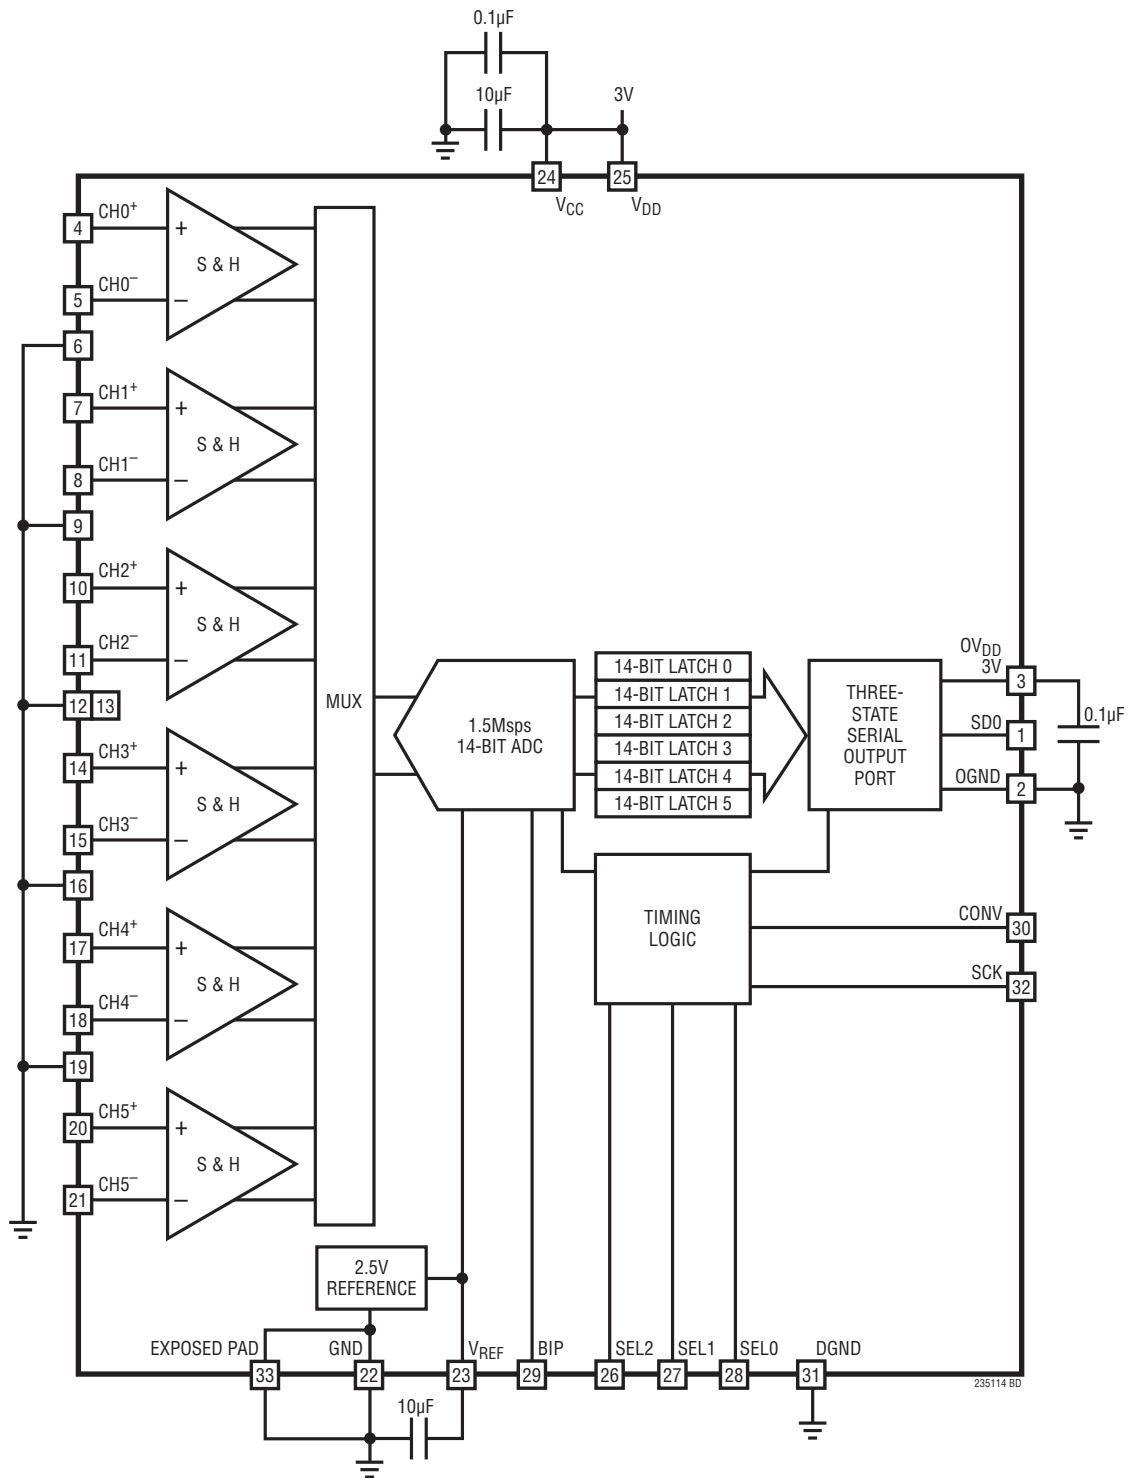 0.1µF
10µF
3V
24
25
VCC
VDD
4
CH0+
+
S & H
5
CH0–
–
6
7
CH1+
+
S & H
8
CH1–
–
9
10
CH2+
+
S & H
11
CH2–
–
12
13
14
CH3+
+
S & H
15
CH3–
–
16
17
CH4+
+
S & H
18
CH4–
–
19
20
CH5+
+
S & H
21
CH5–
–
MUX
1.5Msps
14-BIT ADC
14-BIT LATCH 0
14-BIT LATCH 1
14-BIT LATCH 2
14-BIT LATCH 3
14-BIT LATCH 4
14-BIT LATCH 5
THREE-
STATE
SERIAL
OUTPUT
PORT
OVDD
3V
3
0.1µF
SD0
1
OGND
2
TIMING
LOGIC
CONV
30
SCK
32
2.5V
REFERENCE
EXPOSED PAD
GND
VREF
BIP
SEL2
SEL1
SEL0
DGND
33
22
23
29
26
27
28
31
235114 BD
10µF